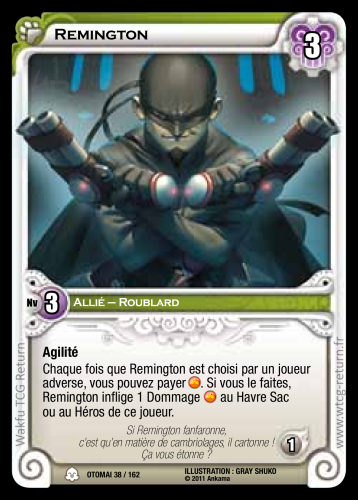 REMINGTON
3
Nv 3 ALLIÉ – ROUBLARD
Agilité
Chaque fois que Remington est choisi par un joueur
adverse, vous pouvez payer . Si vous le faites,
Remington inflige 1 Dommage au Havre Sac
ou au Héros de ce joueur.
Si Remington fanfaronne,
c'est qu'en matière de cambriolages, il cartonne !
Ça vous étonne ?
1
OTOMAI 38 / 162
ILLUSTRATION : GRAY SHUKO
© 2011 Ankama
Wakfu TCG Return
www.wtcg-return.fr